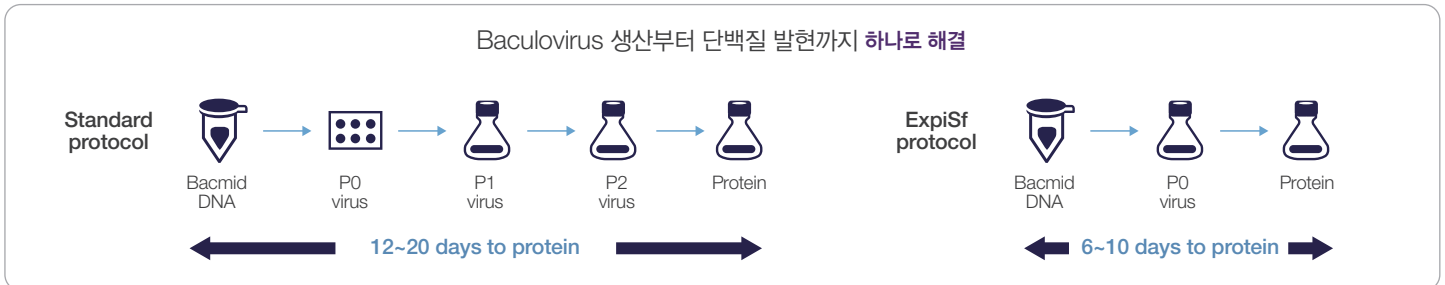 Baculovirus 생산부터 단백질 발현까지 하나로 해결
Standard
protocol
Bacmid
DNA
P0
virus
P1
virus
P2
virus
Protein
12~20 days to protein
ExpiSf
protocol
Bacmid
DNA
P0
virus
Protein
6~10 days to protein